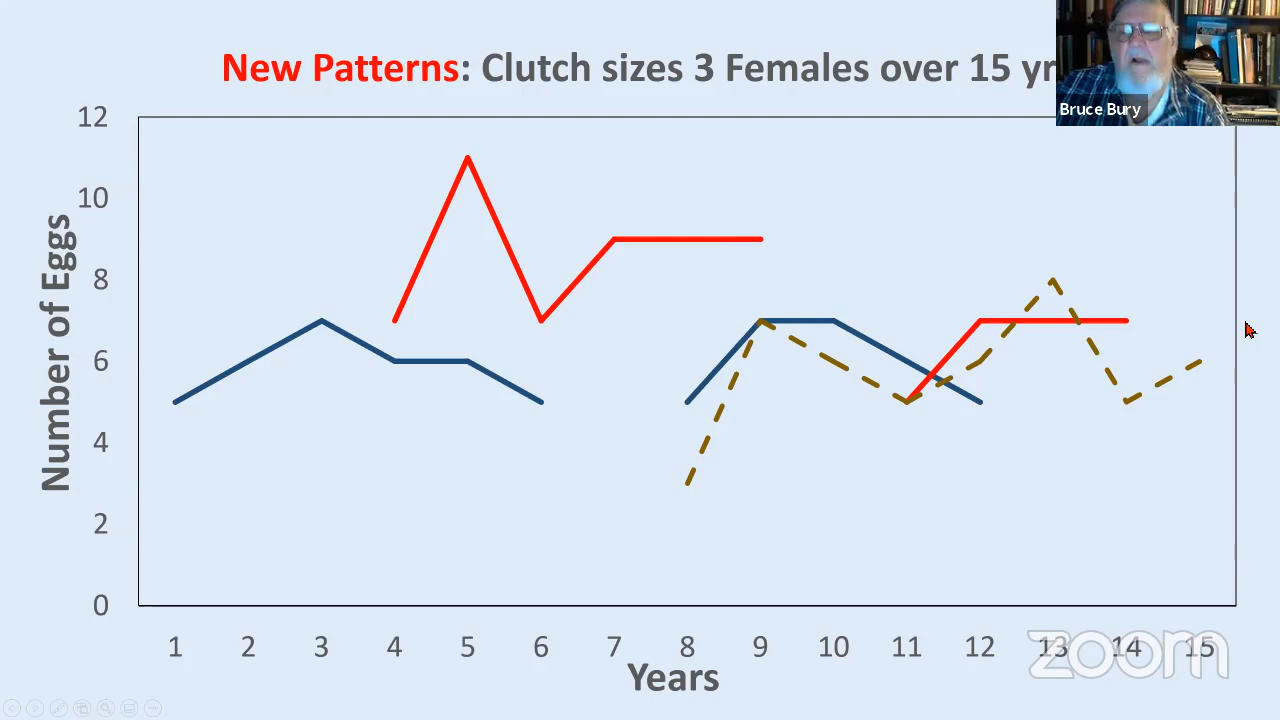 New Patterns: Clutch sizes 3 Females over 15 yr
Bruce Bury
12
10
8
6
4
2
0
Number of Eggs
1 2 3 4 5 6 7 8 9 10 11 12 13 14 15
Years
zoom